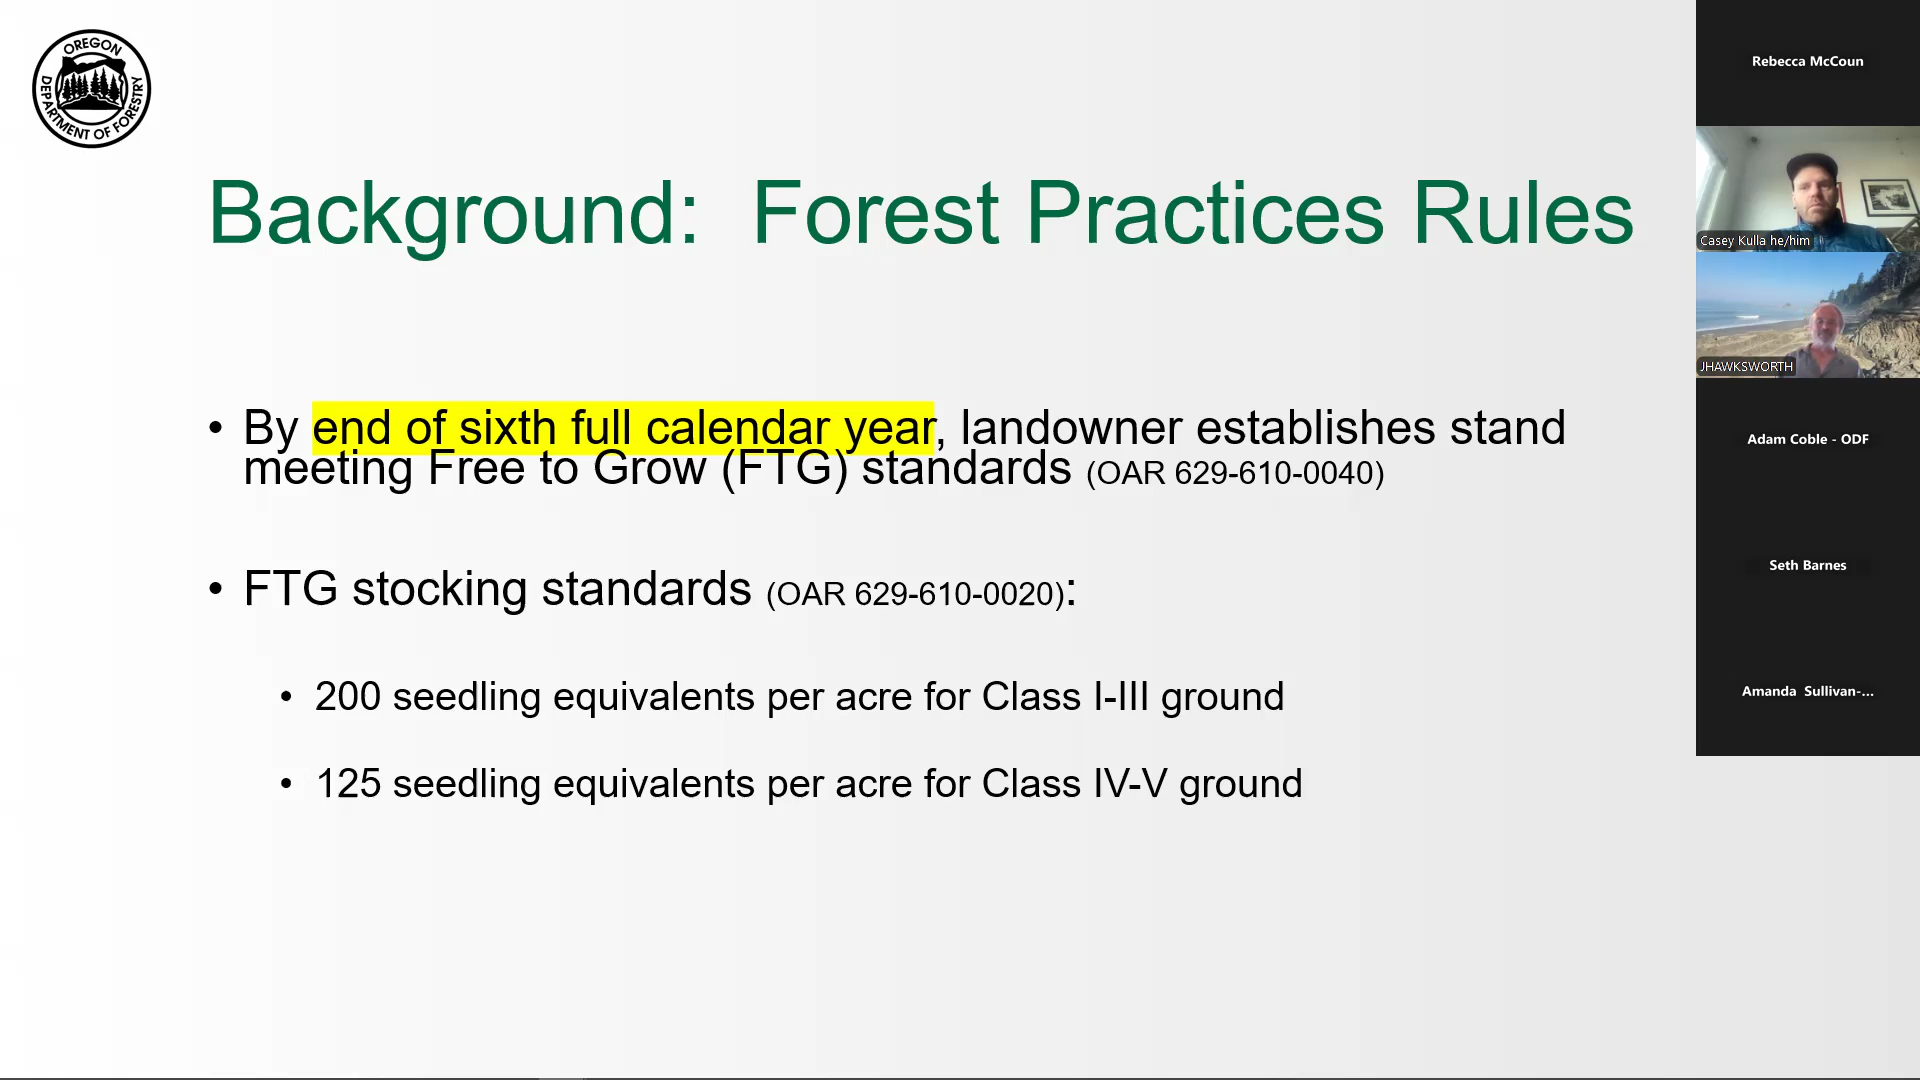 OREGON
DEPARTMENT OF FORESTRY
Background: Forest Practices Rules
• By end of sixth full calendar year, landowner establishes stand
meeting Free to Grow (FTG) standards (OAR 629-610-0040)
• FTG stocking standards (OAR 629-610-0020):
• 200 seedling equivalents per acre for Class I-III ground
• 125 seedling equivalents per acre for Class IV-V ground
Rebecca McCoun
Casey Kulla he/him
JHAWKSWORTH
Adam Coble - ODF
Seth Barnes
Amanda Sullivan-...